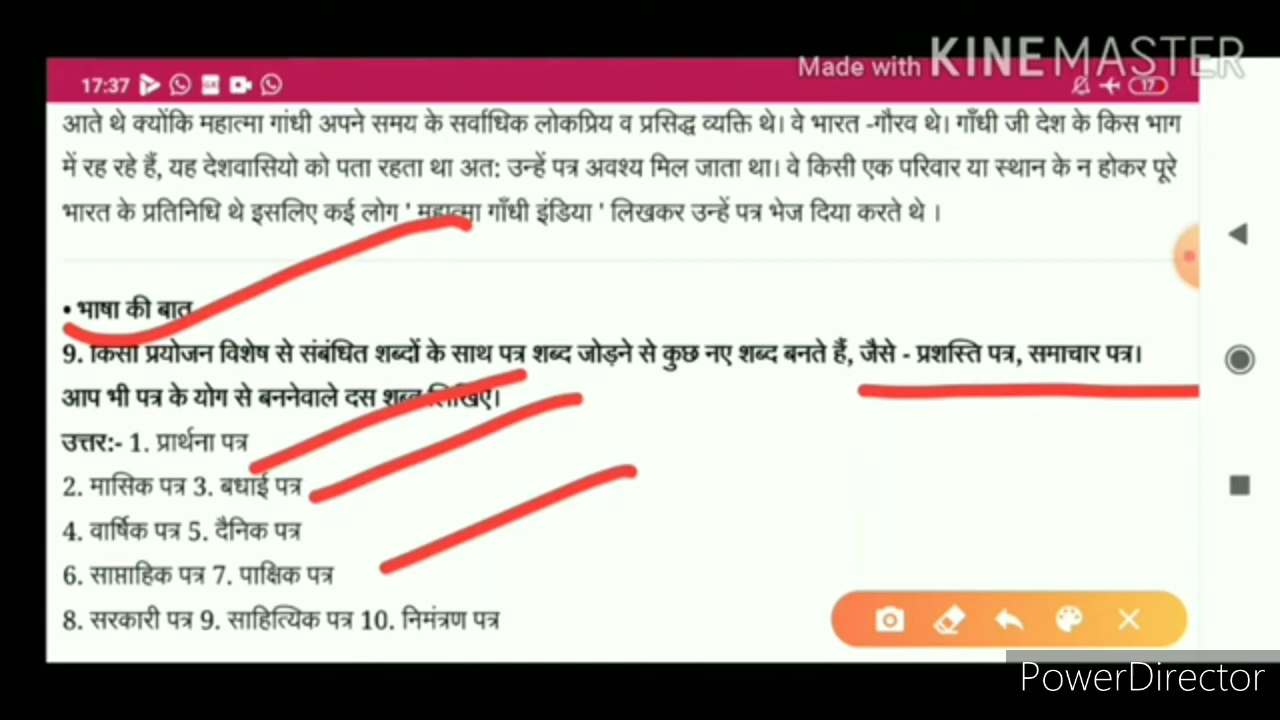 Made with KINEMASTER
17:37
17
आते थे क्योंकि महात्मा गांधी अपने समय के सर्वाधिक लोकप्रिय व प्रसिद्ध व्यक्ति थे। वे भारत -गौरव थे। गाँधी जी देश के किस भाग
में रह रहे हैं, यह देशवासियो को पता रहता था अत: उन्हें पत्र अवश्य मिल जाता था। वे किसी एक परिवार या स्थान के न होकर पूरे
भारत के प्रतिनिधि थे इसलिए कई लोग ' महात्मा गाँधी इंडिया ' लिखकर उन्हें पत्र भेज दिया करते थे ।
• भाषा की बात
9. किसी प्रयोजन विशेष से संबंधित शब्दों के साथ पत्र शब्द जोड़ने से कुछ नए शब्द बनते हैं, जैसे - प्रशस्ति पत्र, समाचार पत्र।
आप भी पत्र के योग से बननेवाले दस शब्द लिखिए।
उत्तर:- 1. प्रार्थना पत्र
2. मासिक पत्र 3. बधाई पत्र
4. वार्षिक पत्र 5. दैनिक पत्र
6. साप्ताहिक पत्र 7. पाक्षिक पत्र
8. सरकारी पत्र 9. साहित्यिक पत्र 10. निमंत्रण पत्र
PowerDirector